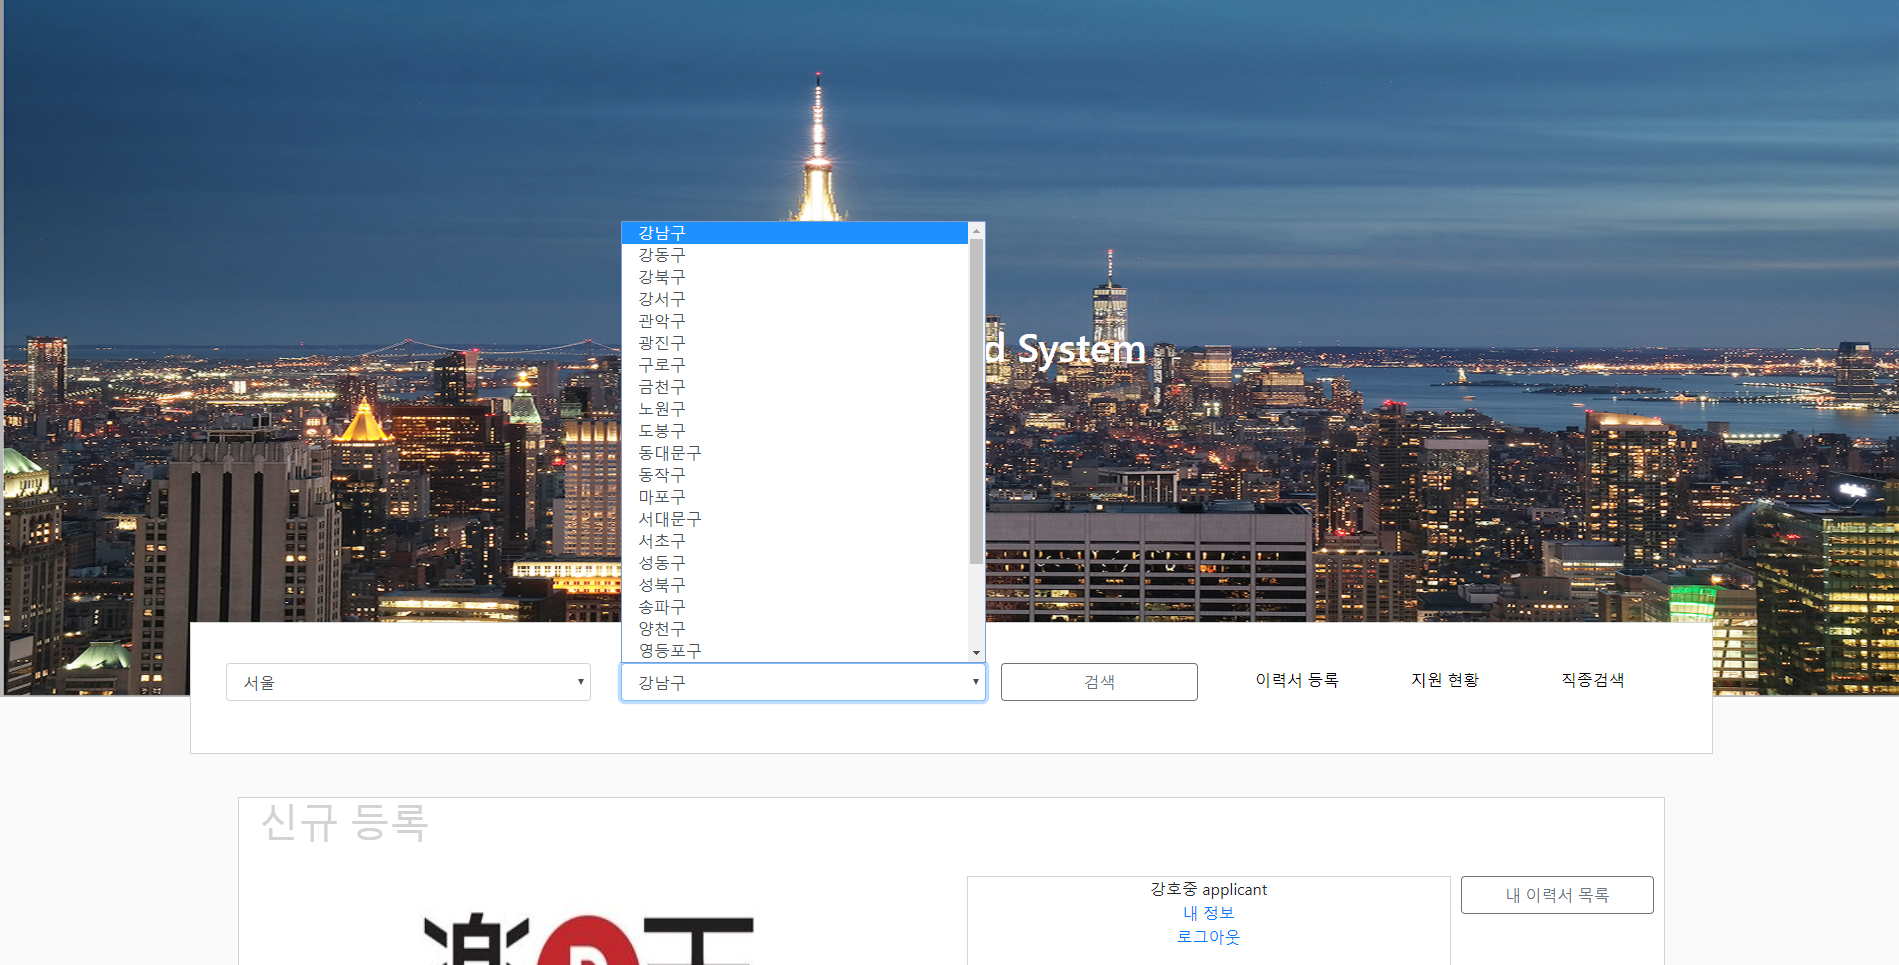 강남구
강동구
강북구
강서구
관악구
광진구
구로구
금천구
노원구
도봉구
동대문구
동작구
마포구
서대문구
서초구
성동구
성북구
송파구
양천구
영등포구
d System
서울
강남구
검색
이력서 등록
지원 현황
직종검색
신규 등록
강호중 applicant
내 정보
로그아웃
내 이력서 목록